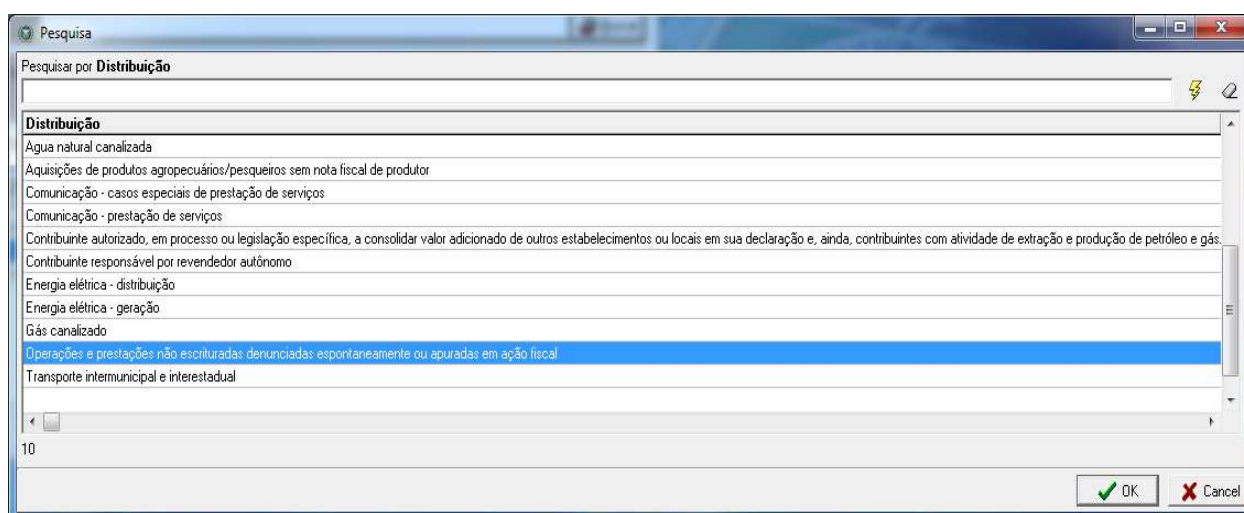 Pesquisa
Pesquisar por Distribuição
Distribuição
Agua natural canalizada
Aquisições de produtos agropecuários/pesqueiros sem nota fiscal de produtor
Comunicação - casos especiais de prestação de serviços
Comunicação - prestação de serviços
Contribuinte autorizado, em processo ou legislação específica, a consolidar valor adicionado de outros estabelecimentos ou locais em sua declaração e, ainda, contribuintes com atividade de extração e produção de petróleo e gás.
Contribuinte responsável por revendedor autônomo
Energia elétrica - distribuição
Energia elétrica - geração
Gás canalizado
Operações e prestações não escrituradas denunciadas espontaneamente ou apuradas em ação fiscal
Transporte intermunicipal e interestadual
10
OK Cancel